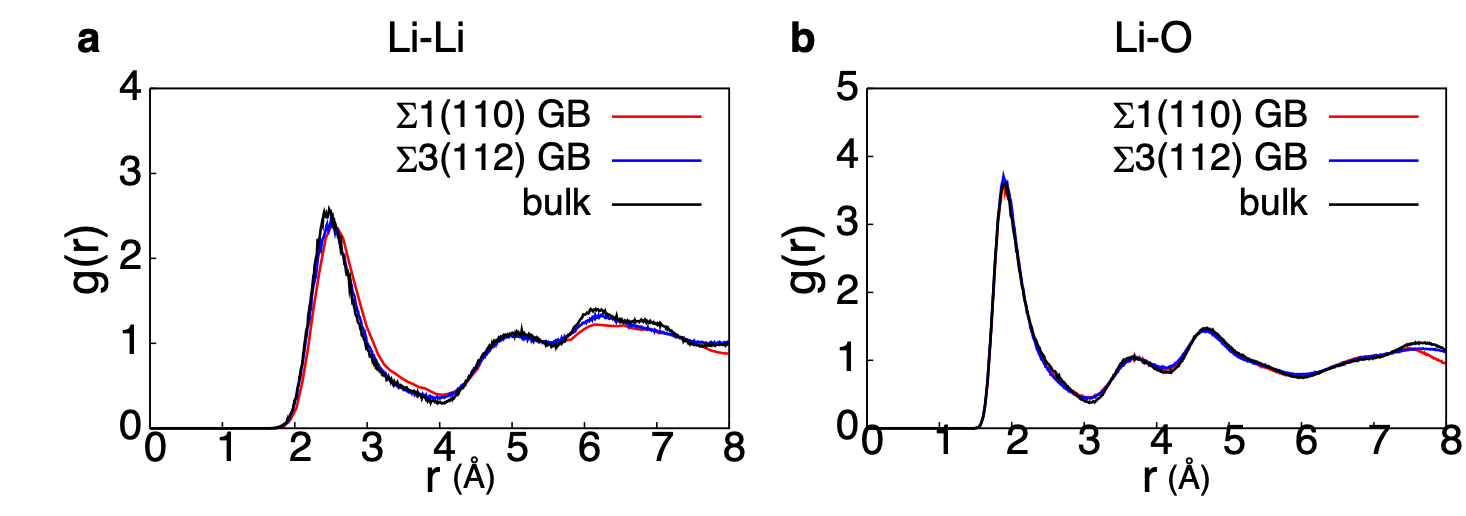 a Li-Li
4
3
2
1
0
g(r)
Σ1(110) GB
Σ3(112) GB
bulk
0 1 2 3 4 5 6 7 8
r (Å)
b Li-O
5
4
3
2
1
0
g(r)
Σ1(110) GB
Σ3(112) GB
bulk
0 1 2 3 4 5 6 7 8
r (Å)